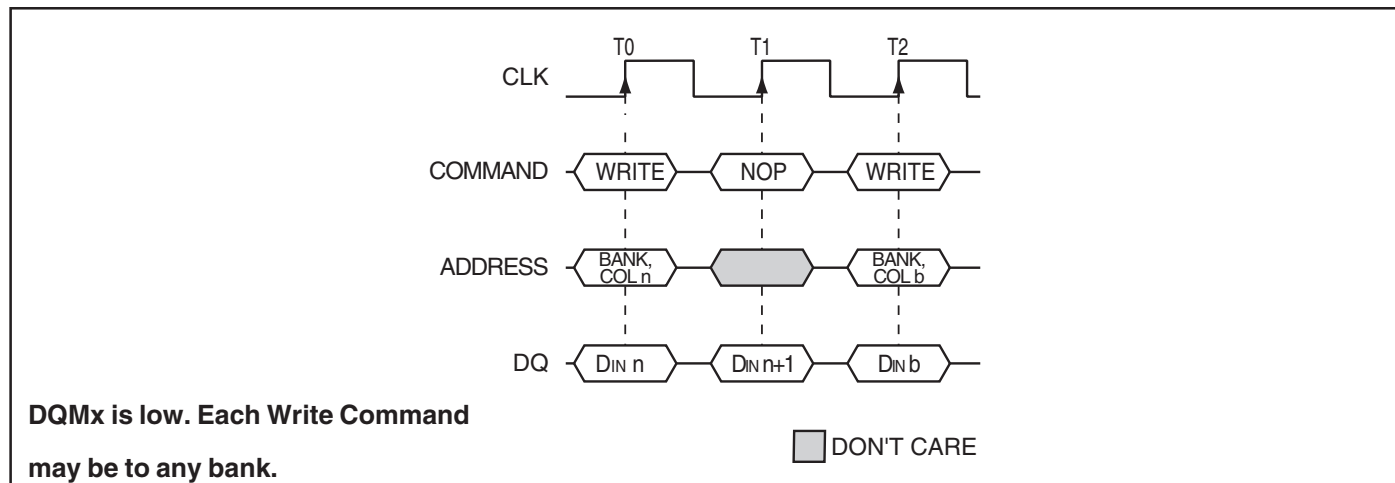 T0 T1 T2
CLK
COMMAND WRITE NOP WRITE
ADDRESS BANK, COL n BANK, COL b
DQ DIN n DIN n+1 DIN b
DQMx is low. Each Write Command
may be to any bank.
DON'T CARE